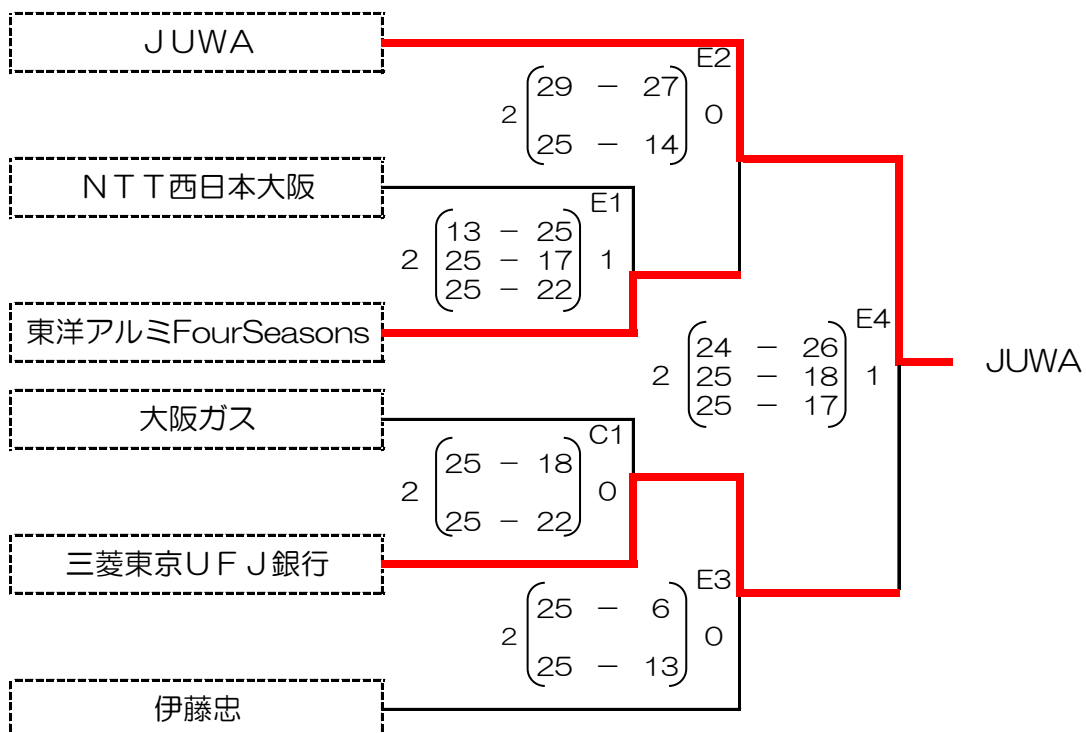 JUWA
E2
2 29 － 27 0
25 － 14
NTT西日本大阪
E1
13 － 25
2 25 － 17 1
25 － 22
東洋アルミFourSeasons
E4
24 － 26
2 25 － 18 1
25 － 17
JUWA
大阪ガス
C1
25 － 18
2 0
25 － 22
三菱東京UFJ銀行
E3
25 － 6
2 0
25 － 13
伊藤忠